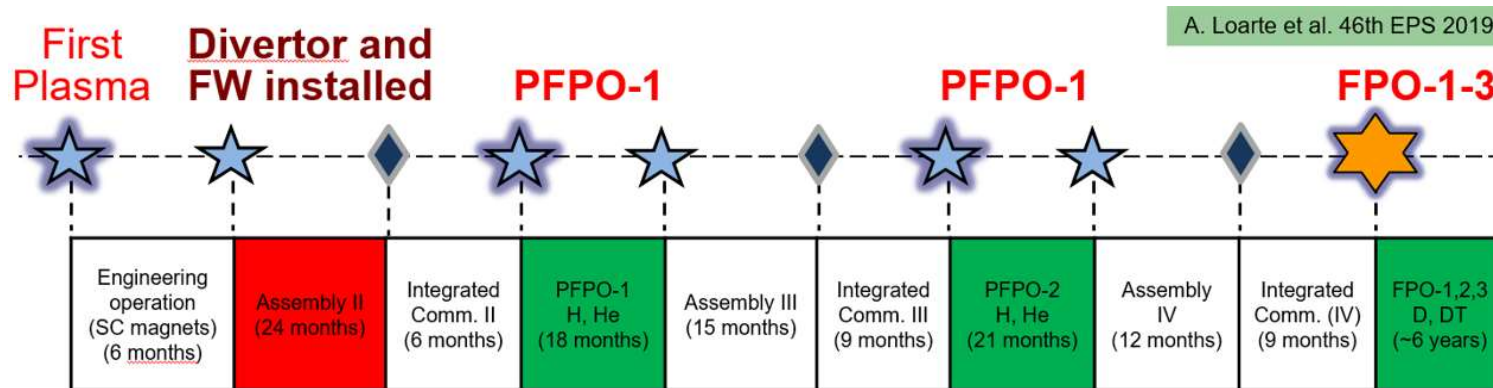 A. Loarte et al. 46th EPS 2019
First
Plasma
Divertor and
FW installed
PFPO-1
PFPO-1
FPO-1-3
Engineering
operation
(SC magnets)
(6 months)
Assembly II
(24 months)
Integrated
Comm. II
(6 months)
PFPO-1
H, He
(18 months)
Assembly III
(15 months)
Integrated
Comm. III
(9 months)
PFPO-2
H, He
(21 months)
Assembly
IV
(12 months)
Integrated
Comm. (IV)
(9 months)
FPO-1,2,3
D, DT
(~6 years)